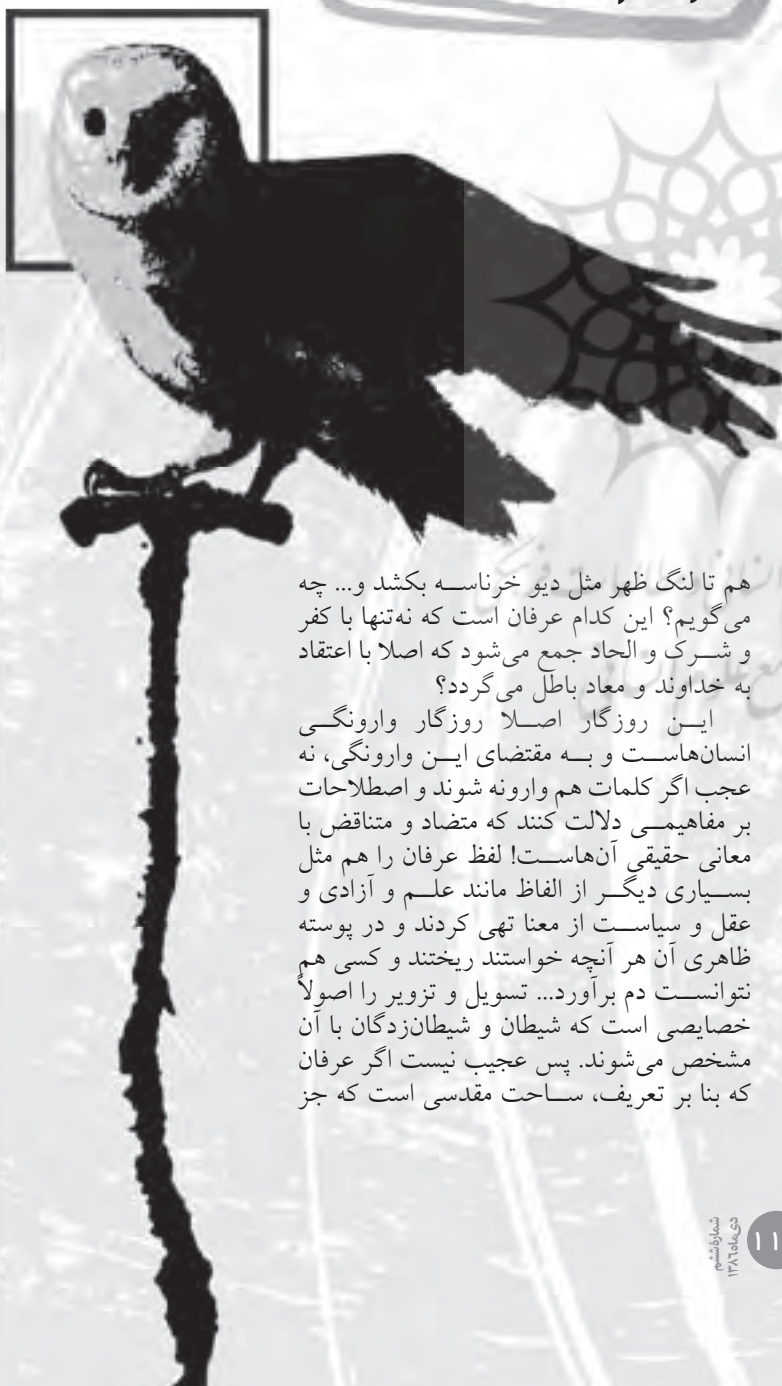 هم تا لنگ ظهر مثل دیو خرناسه بکشد و... چه
می‌گویم؟ این کدام عرفان است که نه‌تنها با کفر
و شرک و الحاد جمع می‌شود که اصلا با اعتقاد
به خداوند و معاد باطل می‌گردد؟
این روزگار اصلا روزگار وارونگی
انسان‌هاست و به مقتضای این وارونگی، نه
عجب اگر کلمات هم وارونه شوند و اصطلاحات
بر مفاهیمی دلالت کنند که متضاد و متناقض با
معانی حقیقی آن‌هاست! لفظ عرفان را هم مثل
بسیاری دیگر از الفاظ مانند علم و آزادی و
عقل و سیاست از معنا تهی کردند و در پوسته
ظاهری آن هر آنچه خواستند ریختند و کسی هم
نتوانست دم برآورد... تسویل و تزویر را اصولاً
خصایصی است که شیطان و شیطان‌زدگان با آن
مشخص می‌شوند. پس عجیب نیست اگر عرفان
که بنا بر تعریف، ساحت مقدسی است که جز
شمارهٔ ششم
دی‌ماه ۱۳۸۶
۱۱